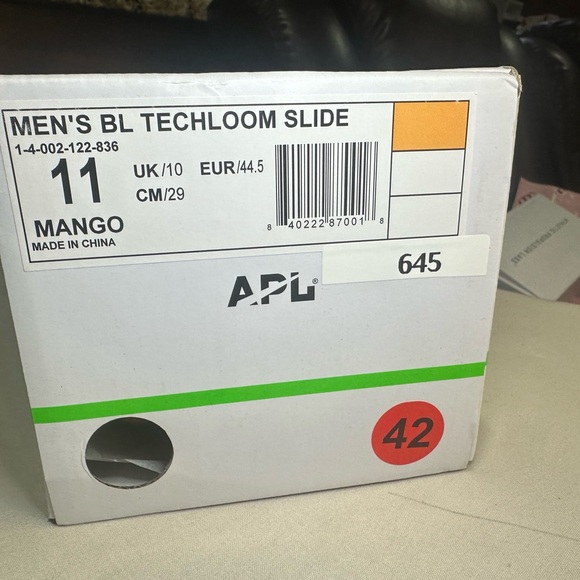 MEN'S BL TECHLOOM SLIDE
1-4-002-122-836
11
UK/10 EUR/44.5
CM/29
MANGO
MADE IN CHINA
8 40222 87001 8
645
APL®
42